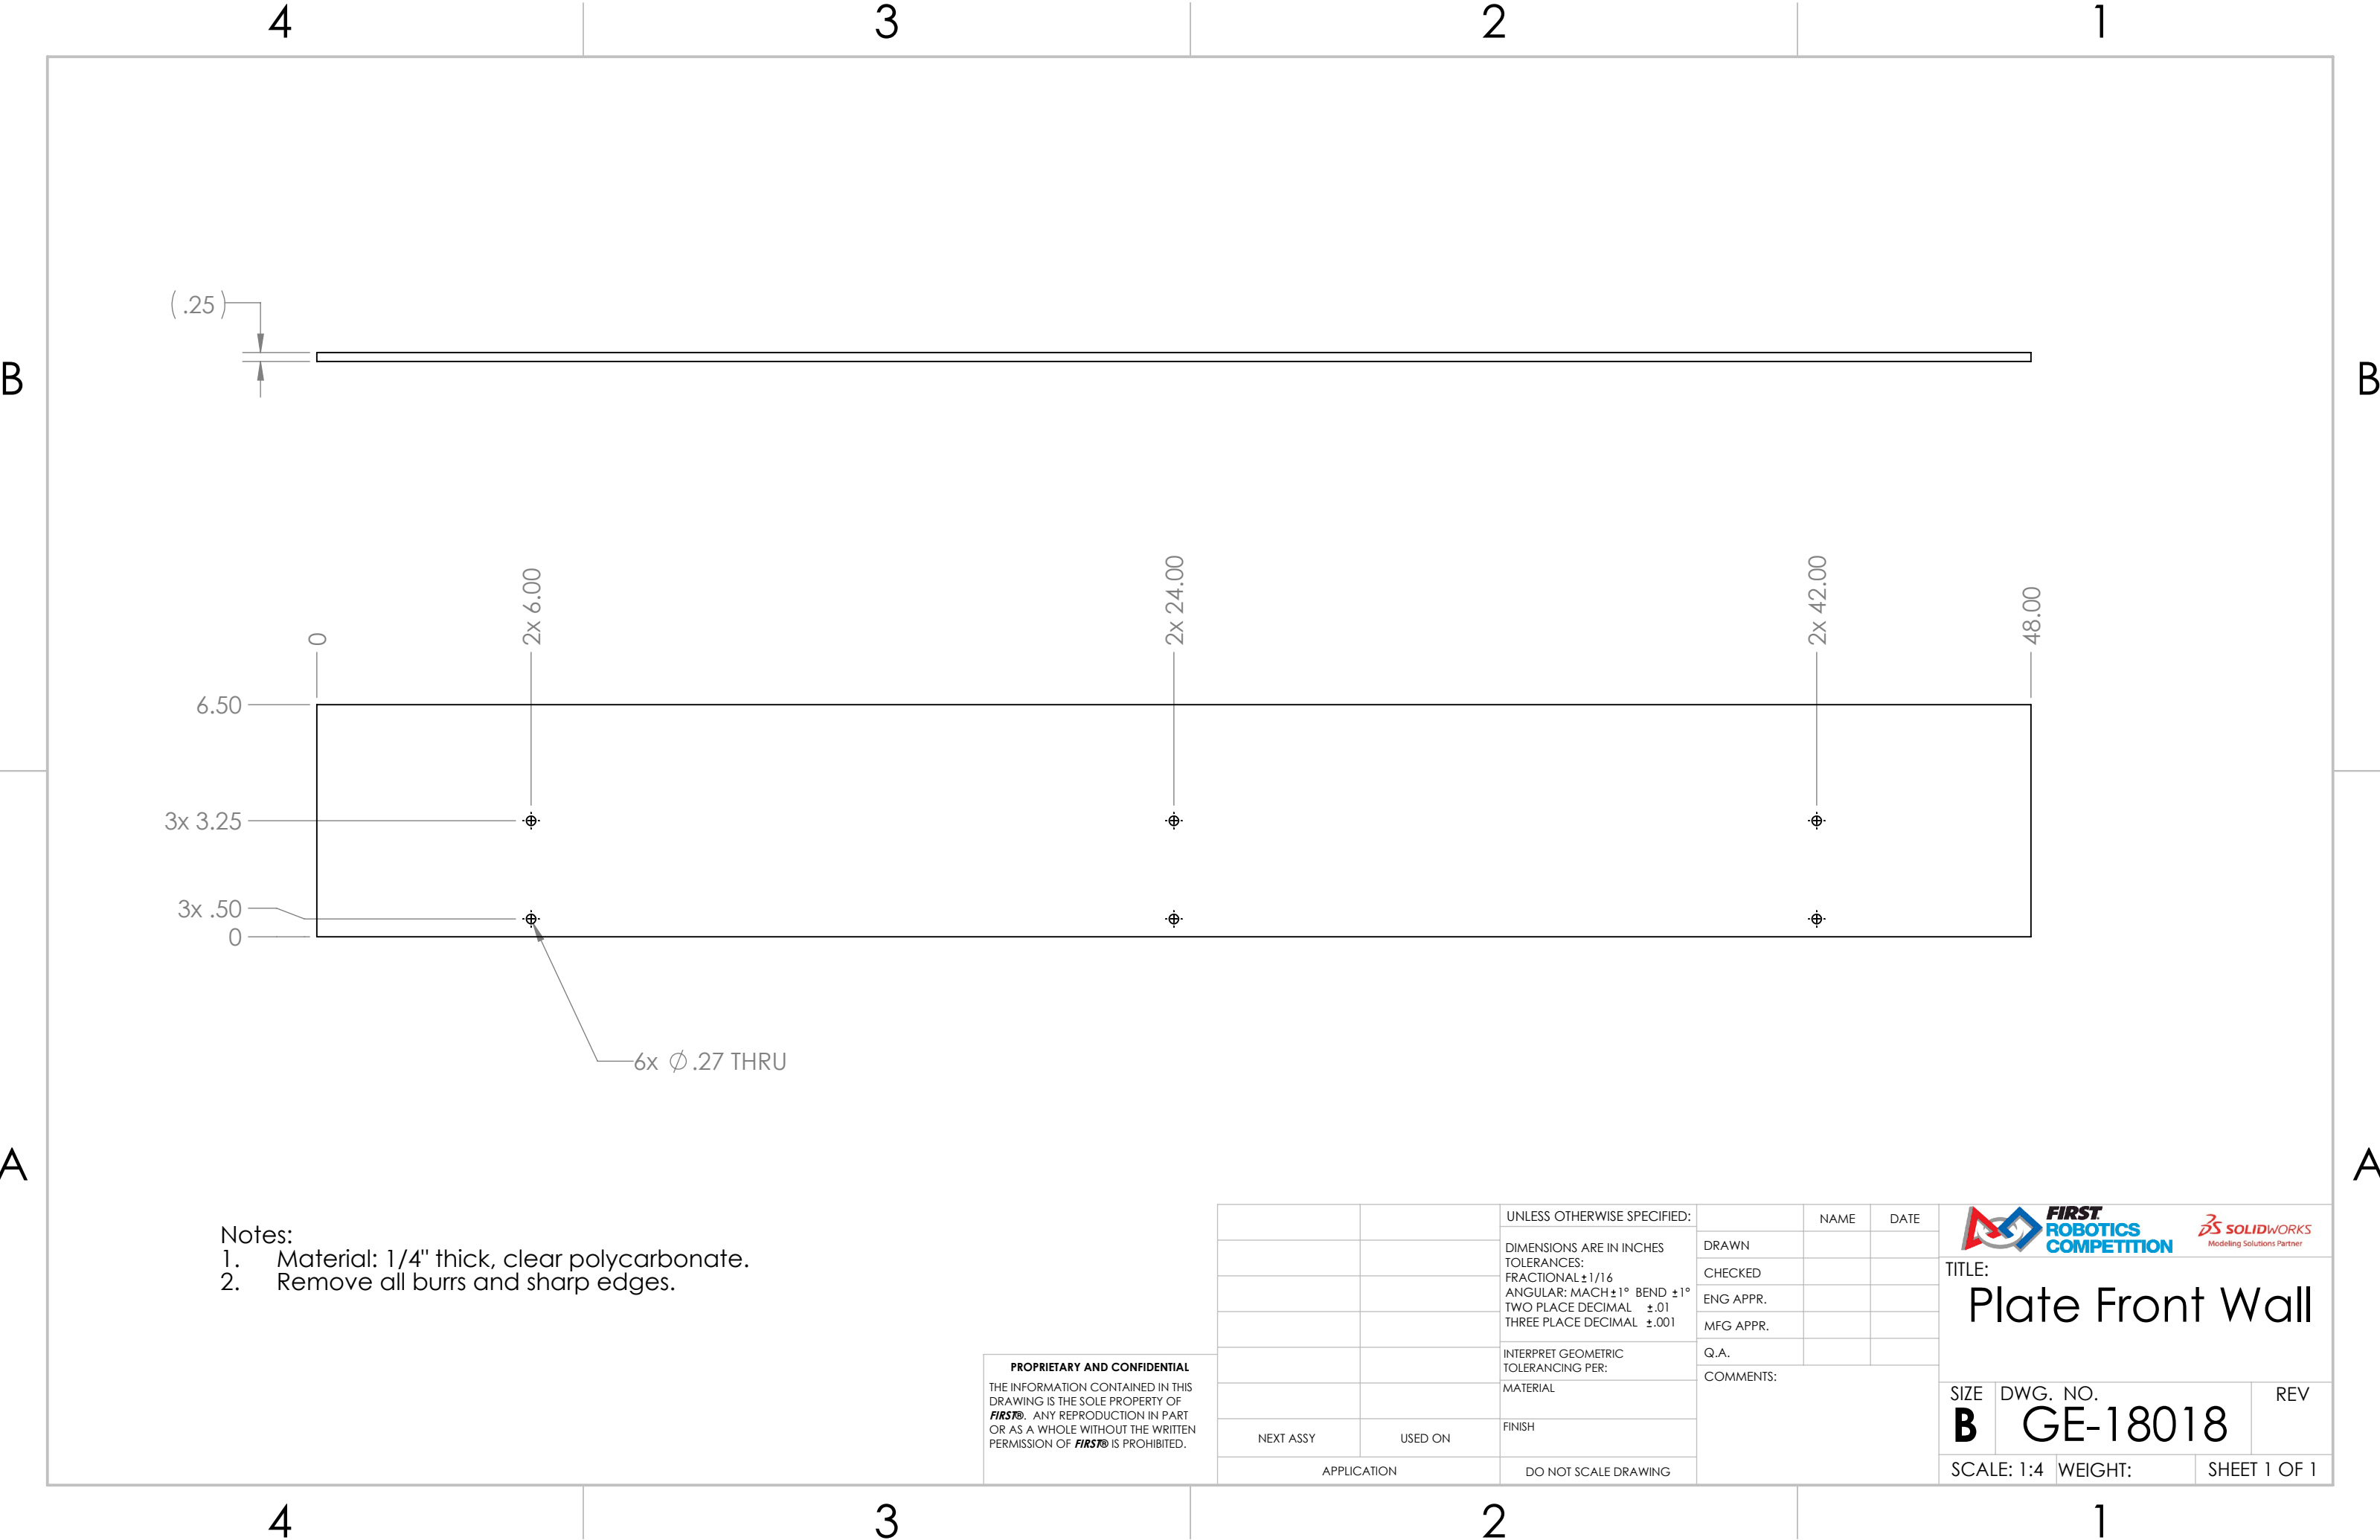 4 3 2 1
B B
( .25 )
0
2x 6.00
2x 24.00
2x 42.00
48.00
6.50
3x 3.25
3x .50
0
6x ∅ .27 THRU
A A
Notes:
1. Material: 1/4" thick, clear polycarbonate.
2. Remove all burrs and sharp edges.
PROPRIETARY AND CONFIDENTIAL
THE INFORMATION CONTAINED IN THIS
DRAWING IS THE SOLE PROPERTY OF
FIRST®. ANY REPRODUCTION IN PART
OR AS A WHOLE WITHOUT THE WRITTEN
PERMISSION OF FIRST® IS PROHIBITED.
NEXT ASSY USED ON
APPLICATION
UNLESS OTHERWISE SPECIFIED:
DIMENSIONS ARE IN INCHES
TOLERANCES:
FRACTIONAL ±1/16
ANGULAR: MACH ±1° BEND ±1°
TWO PLACE DECIMAL ±.01
THREE PLACE DECIMAL ±.001
INTERPRET GEOMETRIC
TOLERANCING PER:
MATERIAL
FINISH
DO NOT SCALE DRAWING
NAME DATE
DRAWN
CHECKED
ENG APPR.
MFG APPR.
Q.A.
COMMENTS:
FIRST.
ROBOTICS
COMPETITION
SOLIDWORKS
Modeling Solutions Partner
TITLE:
Plate Front Wall
SIZE DWG. NO. REV
B GE-18018
SCALE: 1:4 WEIGHT: SHEET 1 OF 1
4 3 2 1